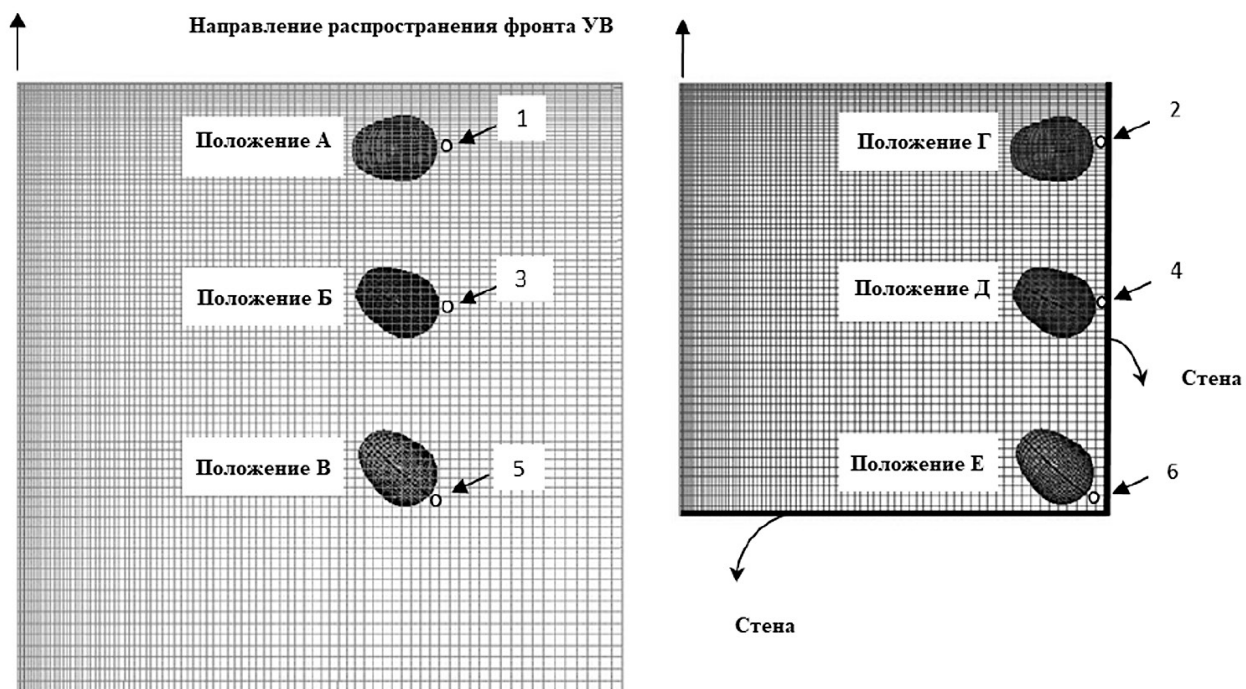 Направление распространения фронта УВ
Положение А
1
Положение Б
3
Положение В
5
Положение Г
2
Положение Д
4
Стена
Положение Е
6
Стена